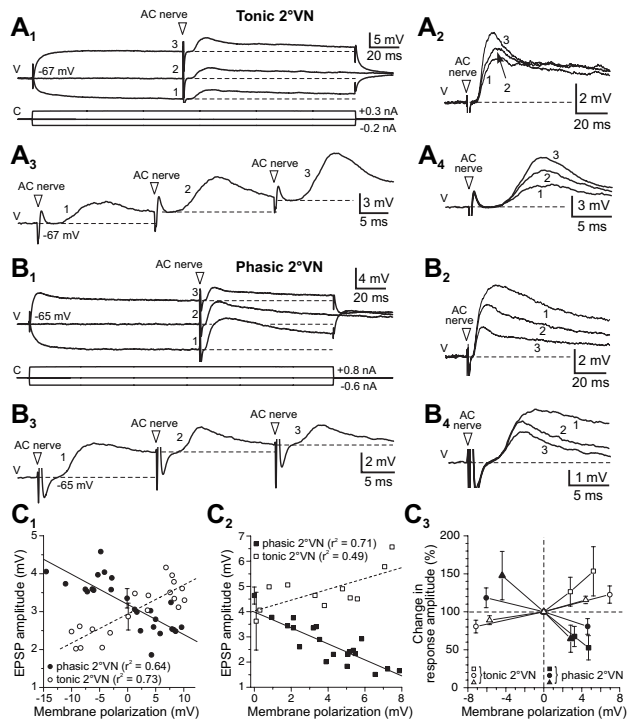 A1
Tonic 2°VN
AC nerve
3
2
1
V
-67 mV
5 mV
20 ms
C
+0.3 nA
-0.2 nA
A2
AC nerve
V
3
1
2
2 mV
20 ms
A3
AC nerve
AC nerve
AC nerve
1
2
3
V
-67 mV
3 mV
5 ms
A4
AC nerve
V
3
2
1
3 mV
5 ms
B1
AC nerve
Phasic 2°VN
3
2
1
V
-65 mV
4 mV
20 ms
C
+0.8 nA
-0.6 nA
B2
AC nerve
V
1
2
3
2 mV
20 ms
B3
AC nerve
AC nerve
AC nerve
1
2
3
V
-65 mV
2 mV
5 ms
B4
AC nerve
V
1
2
3
1 mV
5 ms
C1
EPSP amplitude (mV)
5
4
3
2
1
phasic 2°VN (r² = 0.64)
tonic 2°VN (r² = 0.73)
-15 -10 -5 0 5 10
Membrane polarization (mV)
C2
EPSP amplitude (mV)
7
6
5
4
3
2
1
phasic 2°VN (r² = 0.71)
tonic 2°VN (r² = 0.49)
0 2 4 6 8
Membrane polarization (mV)
C3
Change in
response amplitude (%)
200
150
100
50
0
tonic 2°VN
phasic 2°VN
-8 -4 0 4 8
Membrane polarization (mV)